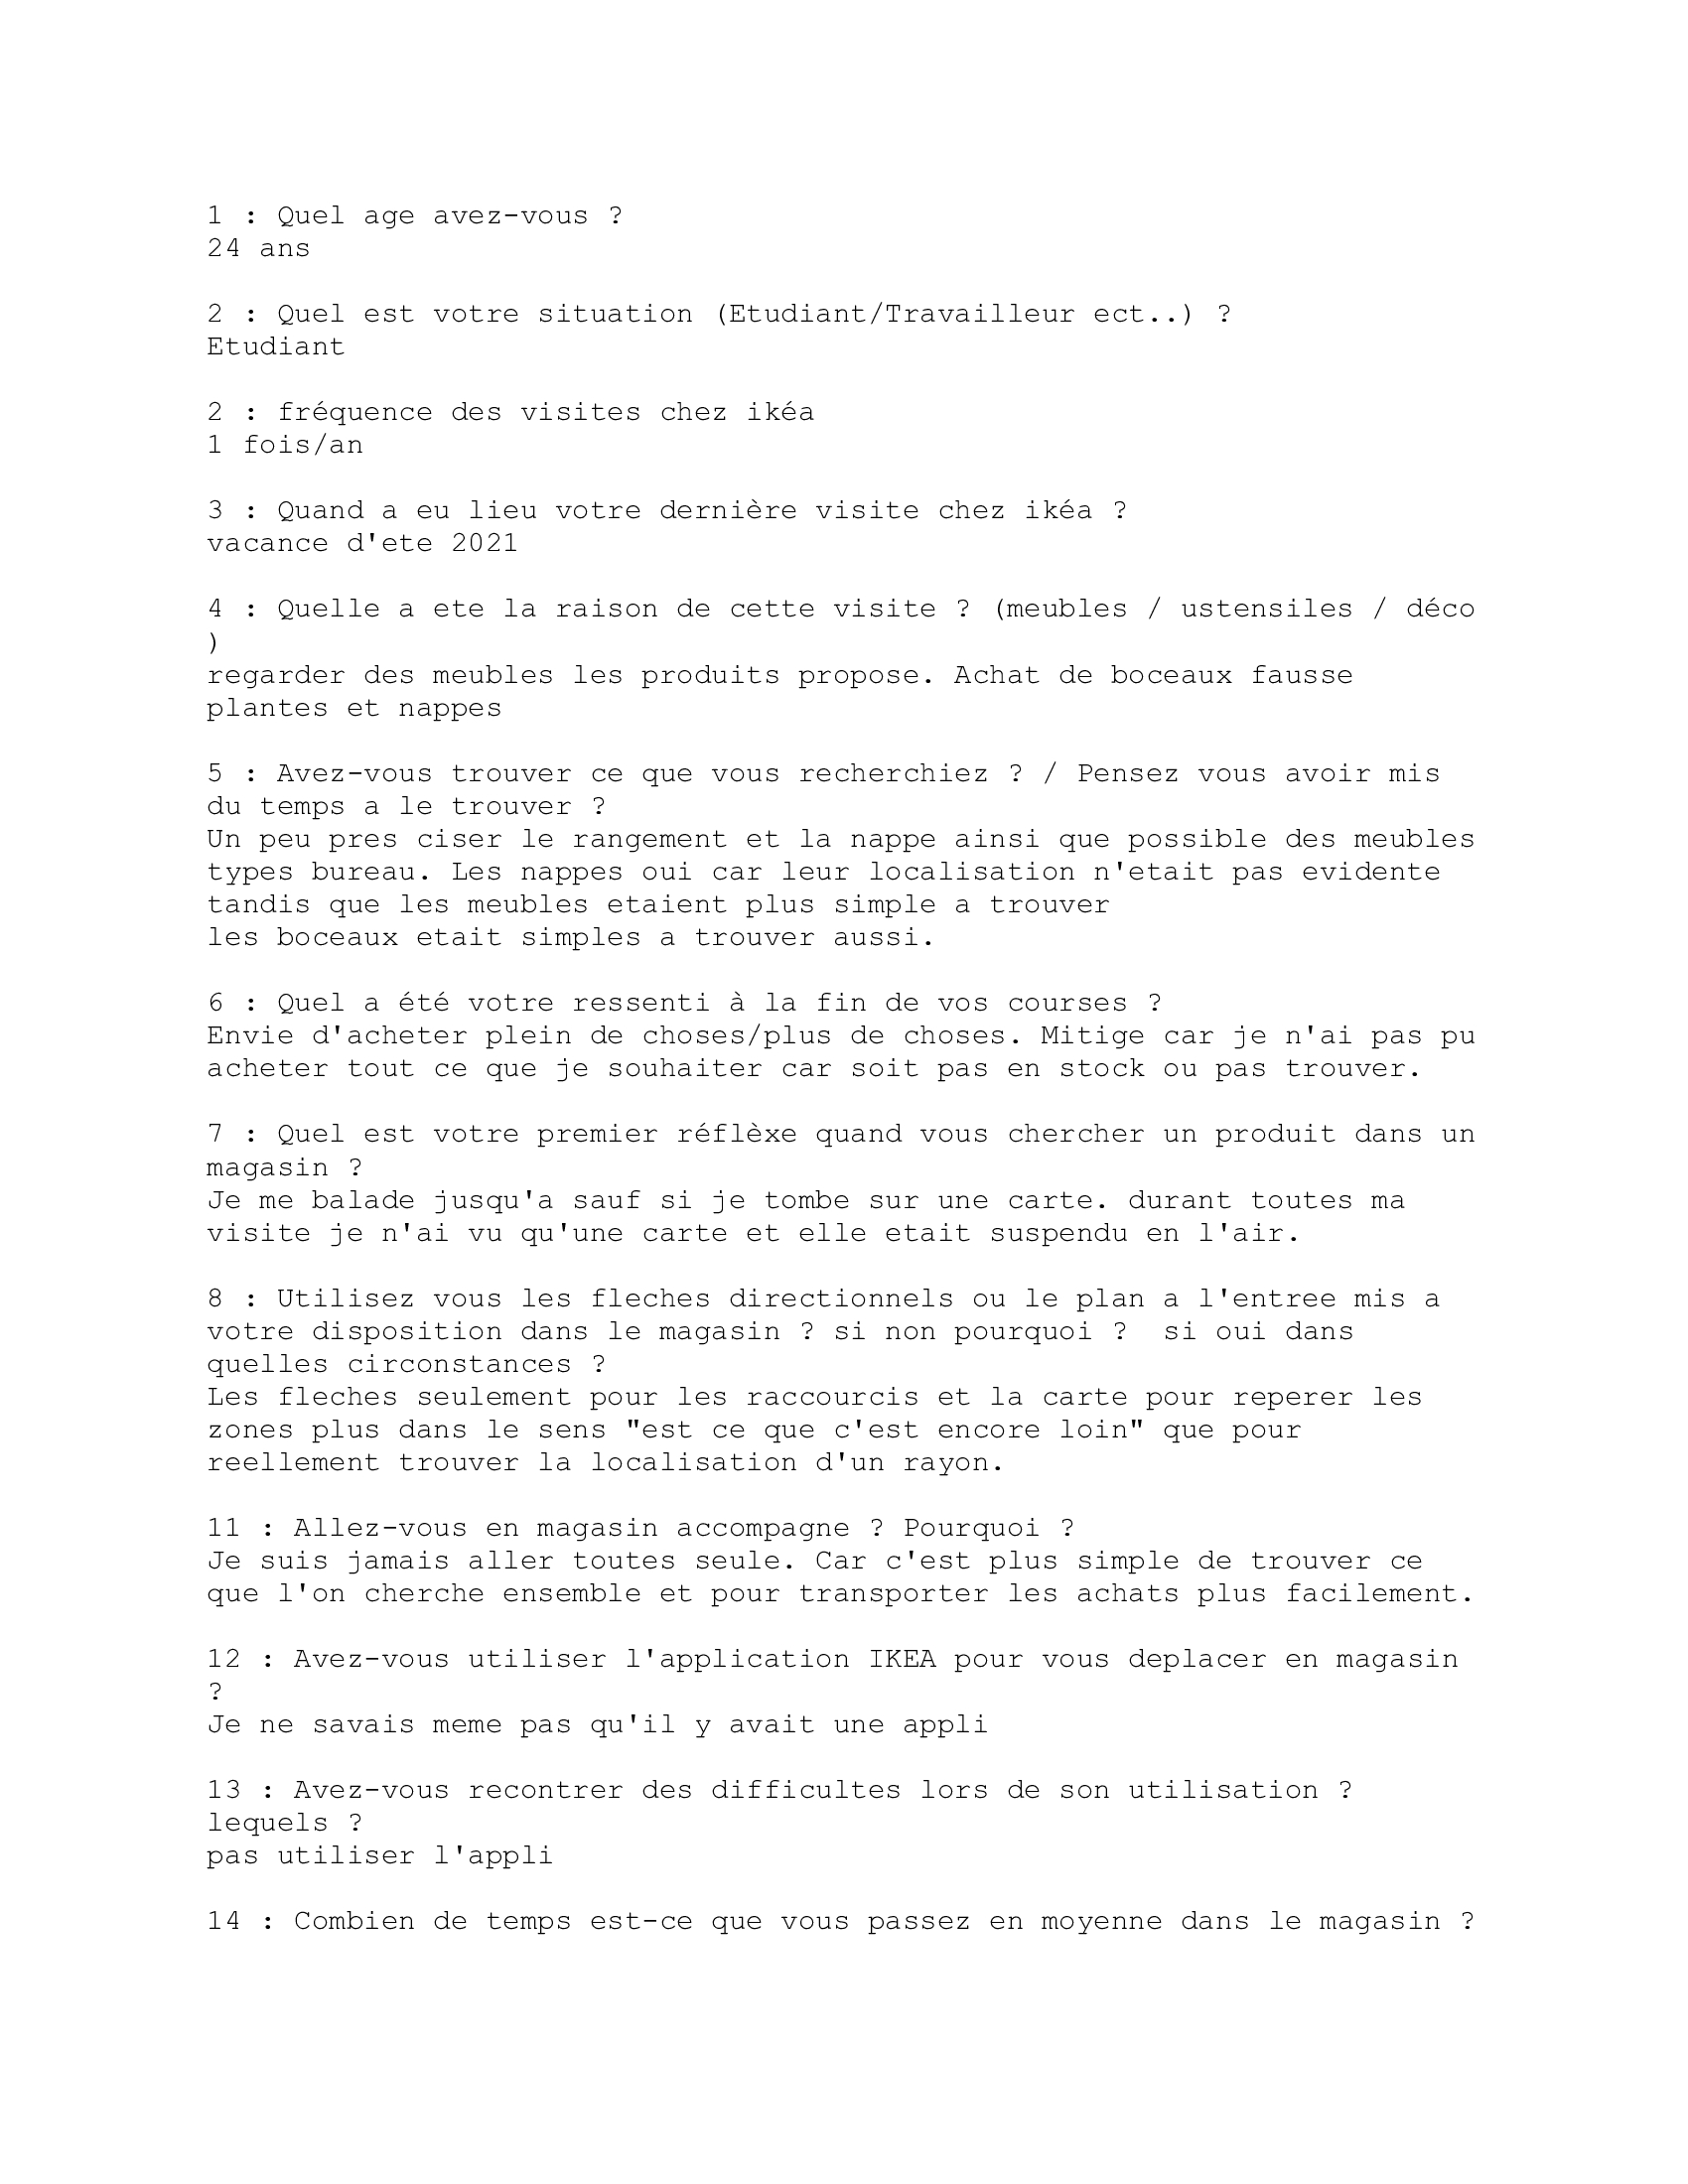 1 : Quel age avez-vous ?
24 ans
2 : Quel est votre situation (Etudiant/Travailleur ect..) ?
Etudiant
2 : fréquence des visites chez ikéa
1 fois/an
3 : Quand a eu lieu votre dernière visite chez ikéa ?
vacance d'ete 2021
4 : Quelle a ete la raison de cette visite ? (meubles / ustensiles / déco
)
regarder des meubles les produits propose. Achat de boceaux fausse
plantes et nappes
5 : Avez-vous trouver ce que vous recherchiez ? / Pensez vous avoir mis
du temps a le trouver ?
Un peu pres ciser le rangement et la nappe ainsi que possible des meubles
types bureau. Les nappes oui car leur localisation n'etait pas evidente
tandis que les meubles etaient plus simple a trouver
les boceaux etait simples a trouver aussi.
6 : Quel a été votre ressenti à la fin de vos courses ?
Envie d'acheter plein de choses/plus de choses. Mitige car je n'ai pas pu
acheter tout ce que je souhaiter car soit pas en stock ou pas trouver.
7 : Quel est votre premier réflèxe quand vous chercher un produit dans un
magasin ?
Je me balade jusqu'a sauf si je tombe sur une carte. durant toutes ma
visite je n'ai vu qu'une carte et elle etait suspendu en l'air.
8 : Utilisez vous les fleches directionnels ou le plan a l'entree mis a
votre disposition dans le magasin ? si non pourquoi ?  si oui dans
quelles circonstances ?
Les fleches seulement pour les raccourcis et la carte pour reperer les
zones plus dans le sens "est ce que c'est encore loin" que pour
reellement trouver la localisation d'un rayon.
11 : Allez-vous en magasin accompagne ? Pourquoi ?
Je suis jamais aller toutes seule. Car c'est plus simple de trouver ce
que l'on cherche ensemble et pour transporter les achats plus facilement.
12 : Avez-vous utiliser l'application IKEA pour vous deplacer en magasin
?
Je ne savais meme pas qu'il y avait une appli
13 : Avez-vous recontrer des difficultes lors de son utilisation ?
lequels ?
pas utiliser l'appli
14 : Combien de temps est-ce que vous passez en moyenne dans le magasin ?